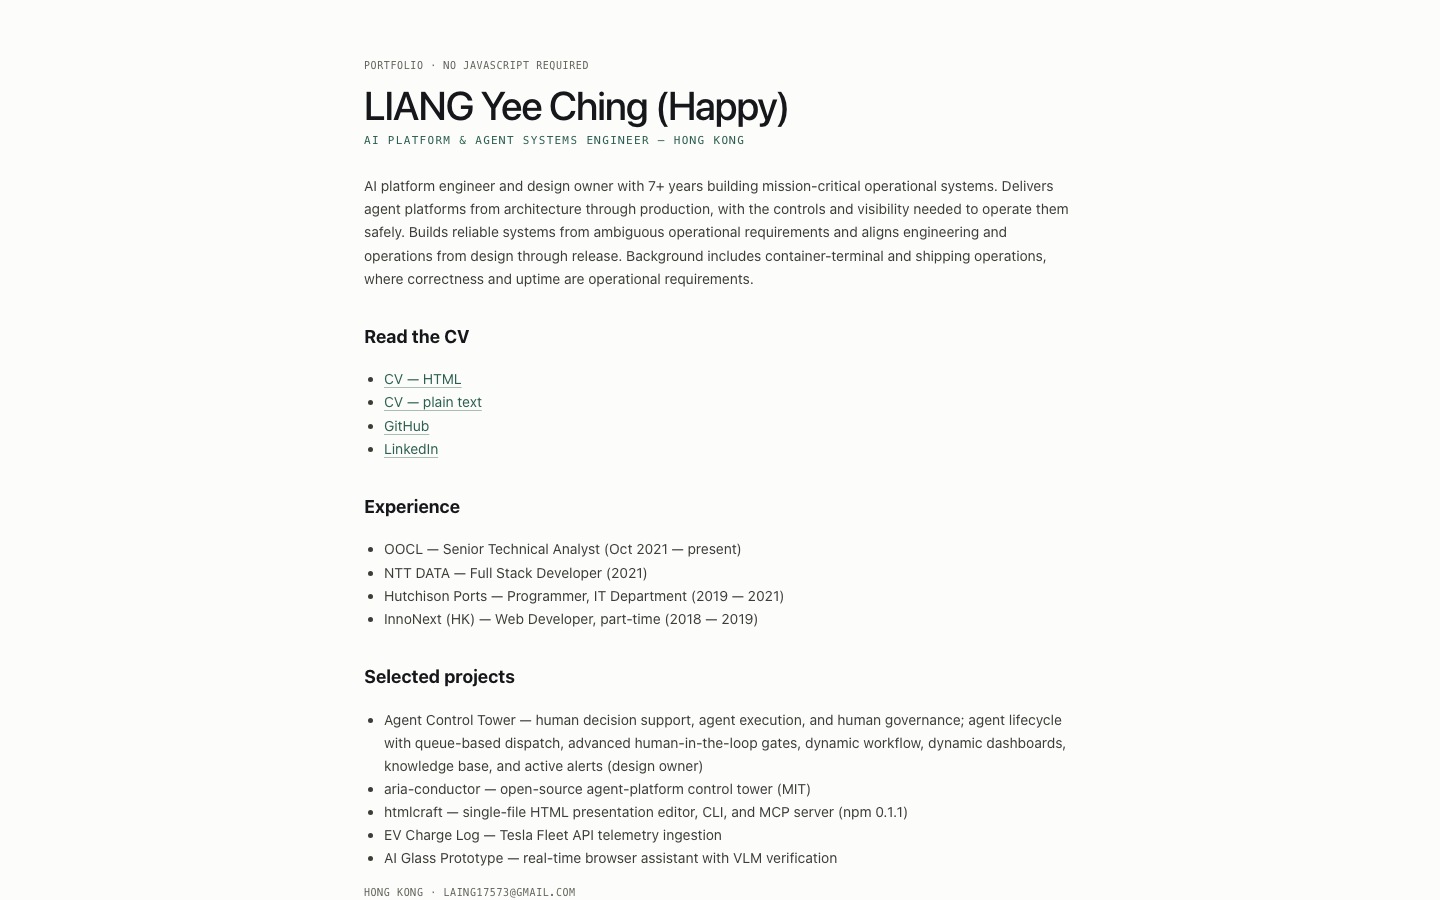 PORTFOLIO · NO JAVASCRIPT REQUIRED
LIANG Yee Ching (Happy)
AI PLATFORM & AGENT SYSTEMS ENGINEER — HONG KONG
AI platform engineer and design owner with 7+ years building mission-critical operational systems. Delivers
agent platforms from architecture through production, with the controls and visibility needed to operate them
safely. Builds reliable systems from ambiguous operational requirements and aligns engineering and
operations from design through release. Background includes container-terminal and shipping operations,
where correctness and uptime are operational requirements.
Read the CV
• CV — HTML
• CV — plain text
• GitHub
• LinkedIn
Experience
• OOCL — Senior Technical Analyst (Oct 2021 — present)
• NTT DATA — Full Stack Developer (2021)
• Hutchison Ports — Programmer, IT Department (2019 — 2021)
• InnoNext (HK) — Web Developer, part-time (2018 — 2019)
Selected projects
• Agent Control Tower — human decision support, agent execution, and human governance; agent lifecycle
with queue-based dispatch, advanced human-in-the-loop gates, dynamic workflow, dynamic dashboards,
knowledge base, and active alerts (design owner)
• aria-conductor — open-source agent-platform control tower (MIT)
• htmlcraft — single-file HTML presentation editor, CLI, and MCP server (npm 0.1.1)
• EV Charge Log — Tesla Fleet API telemetry ingestion
• AI Glass Prototype — real-time browser assistant with VLM verification
HONG KONG · LAING17573@GMAIL.COM